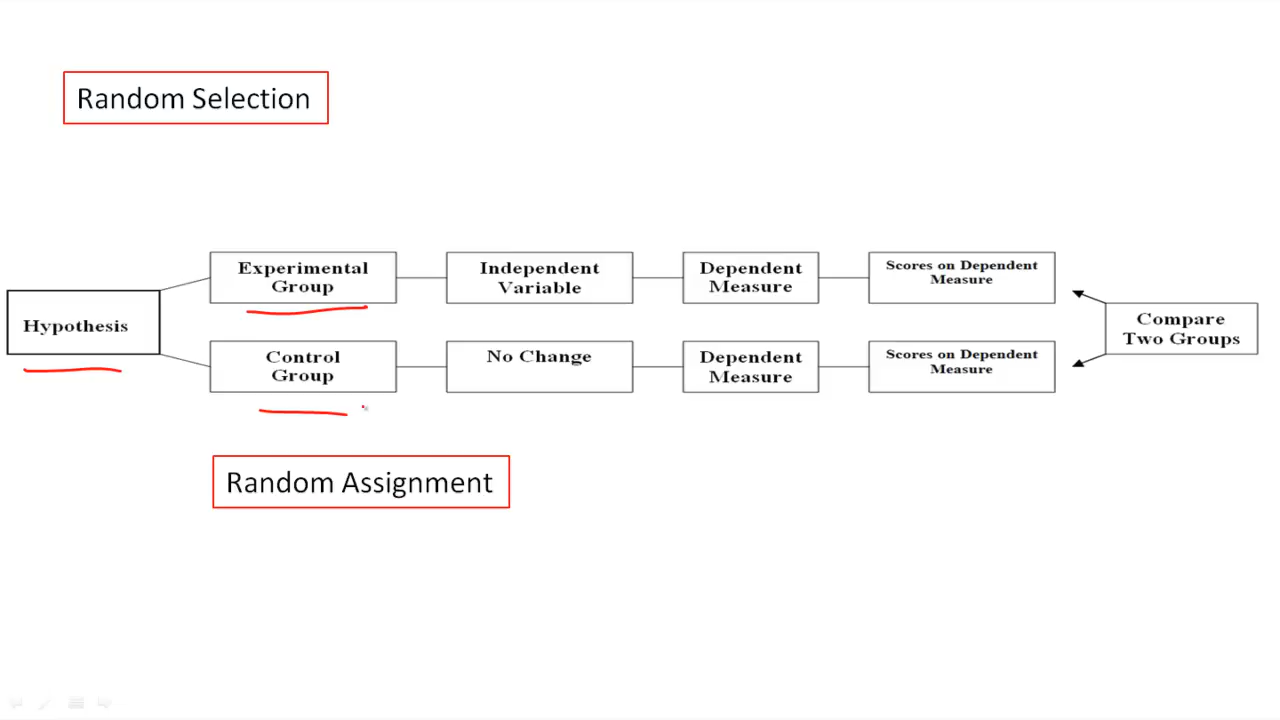 Random Selection
Experimental
Group
Independent
Variable
Dependent
Measure
Scores on Dependent
Measure
Hypothesis
Compare
Two Groups
Control
Group
No Change
Dependent
Measure
Scores on Dependent
Measure
Random Assignment